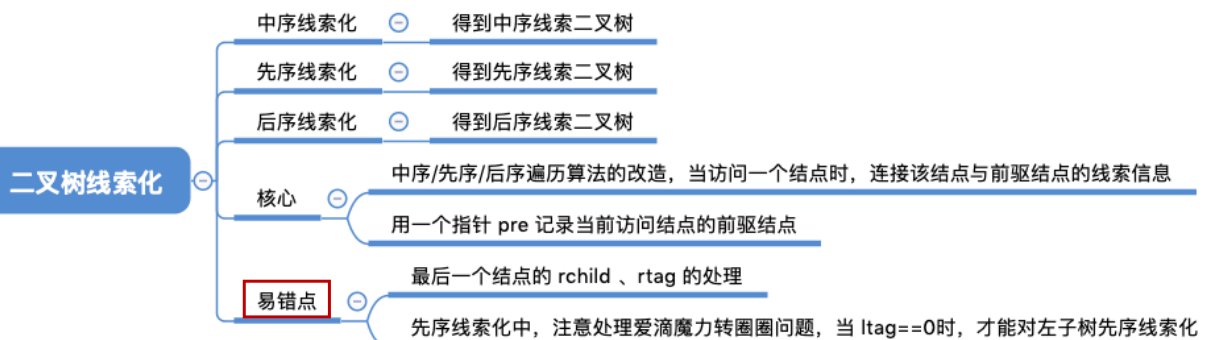 中序线索化
得到中序线索二叉树
先序线索化
得到先序线索二叉树
后序线索化
得到后序线索二叉树
二叉树线索化
核心
中序/先序/后序遍历算法的改造，当访问一个结点时，连接该结点与前驱结点的线索信息
用一个指针 pre 记录当前访问结点的前驱结点
易错点
最后一个结点的 rchild 、rtag 的处理
先序线索化中，注意处理爱滴魔力转圈圈问题，当 ltag==0时，才能对左子树先序线索化